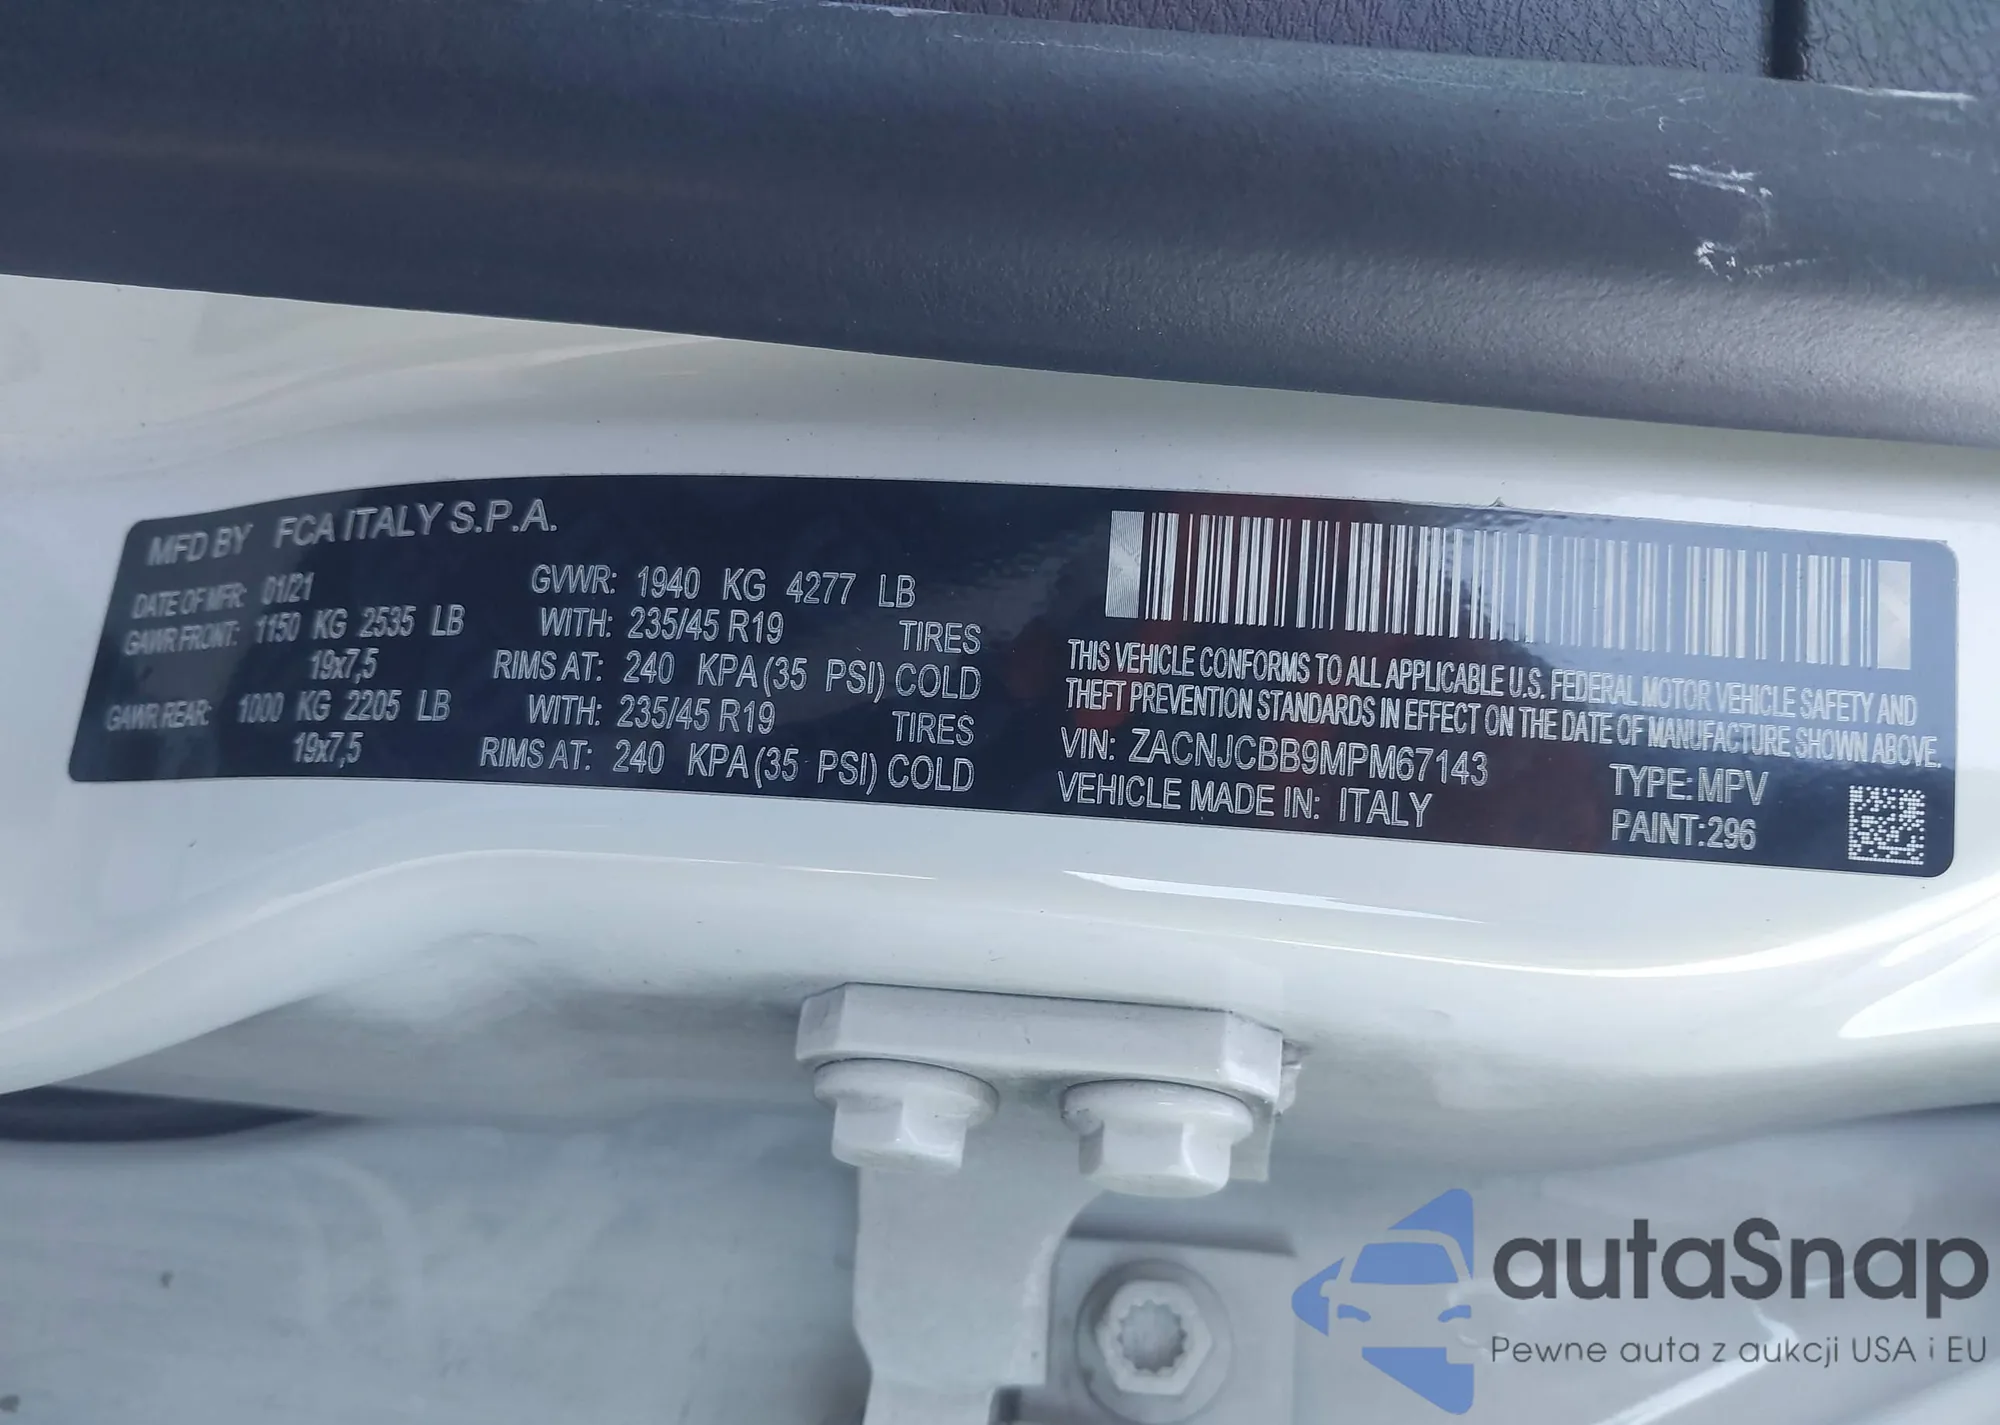 MFD BY FCA ITALY S.P.A.
DATE OF MFR: 01/21 GVWR: 1940 KG 4277 LB
GAWR FRONT: 1150 KG 2535 LB WITH: 235/45 R19 TIRES
19x7,5 RIMS AT: 240 KPA(35 PSI) COLD
GAWR REAR: 1000 KG 2205 LB WITH: 235/45 R19 TIRES
19x7,5 RIMS AT: 240 KPA(35 PSI) COLD
THIS VEHICLE CONFORMS TO ALL APPLICABLE U.S. FEDERAL MOTOR VEHICLE SAFETY AND
THEFT PREVENTION STANDARDS IN EFFECT ON THE DATE OF MANUFACTURE SHOWN ABOVE.
VIN: ZACNJCBB9MPM67143 TYPE: MPV
VEHICLE MADE IN: ITALY PAINT:296
autaSnap
Pewne auta z aukcji USA i EU